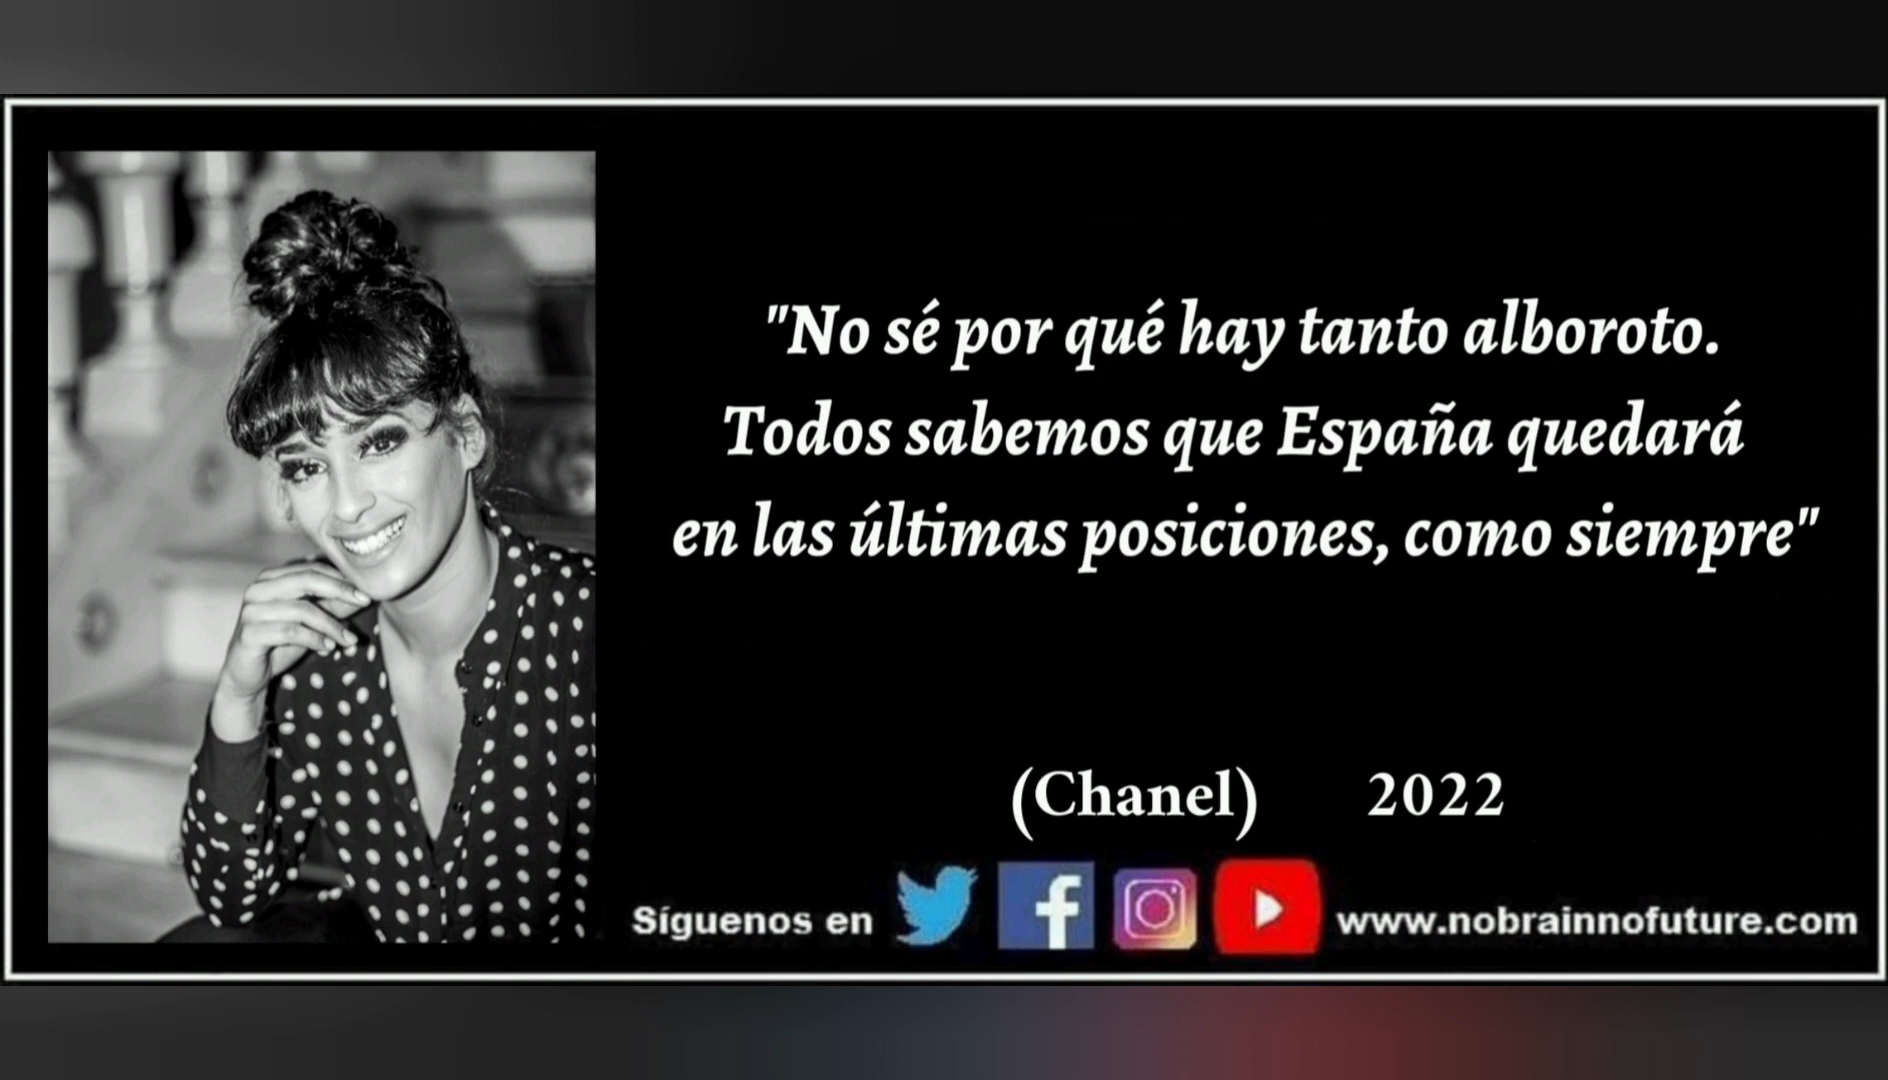 "No sé por qué hay tanto alboroto.
Todos sabemos que España quedará
en las últimas posiciones, como siempre"
(Chanel) 2022
Síguenos en www.nobrainnofuture.com